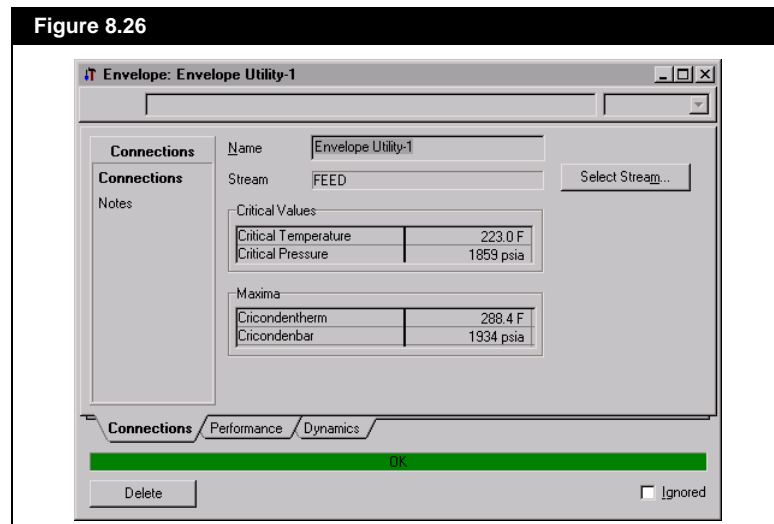 Figure 8.26
Envelope: Envelope Utility-1
Connections
Connections
Notes
Name Envelope Utility-1
Stream FEED
Select Stream...
Critical Values
Critical Temperature 223.0 F
Critical Pressure 1859 psia
Maxima
Cricondentherm 288.4 F
Cricondenbar 1934 psia
Connections Performance Dynamics
OK
Delete Ignored